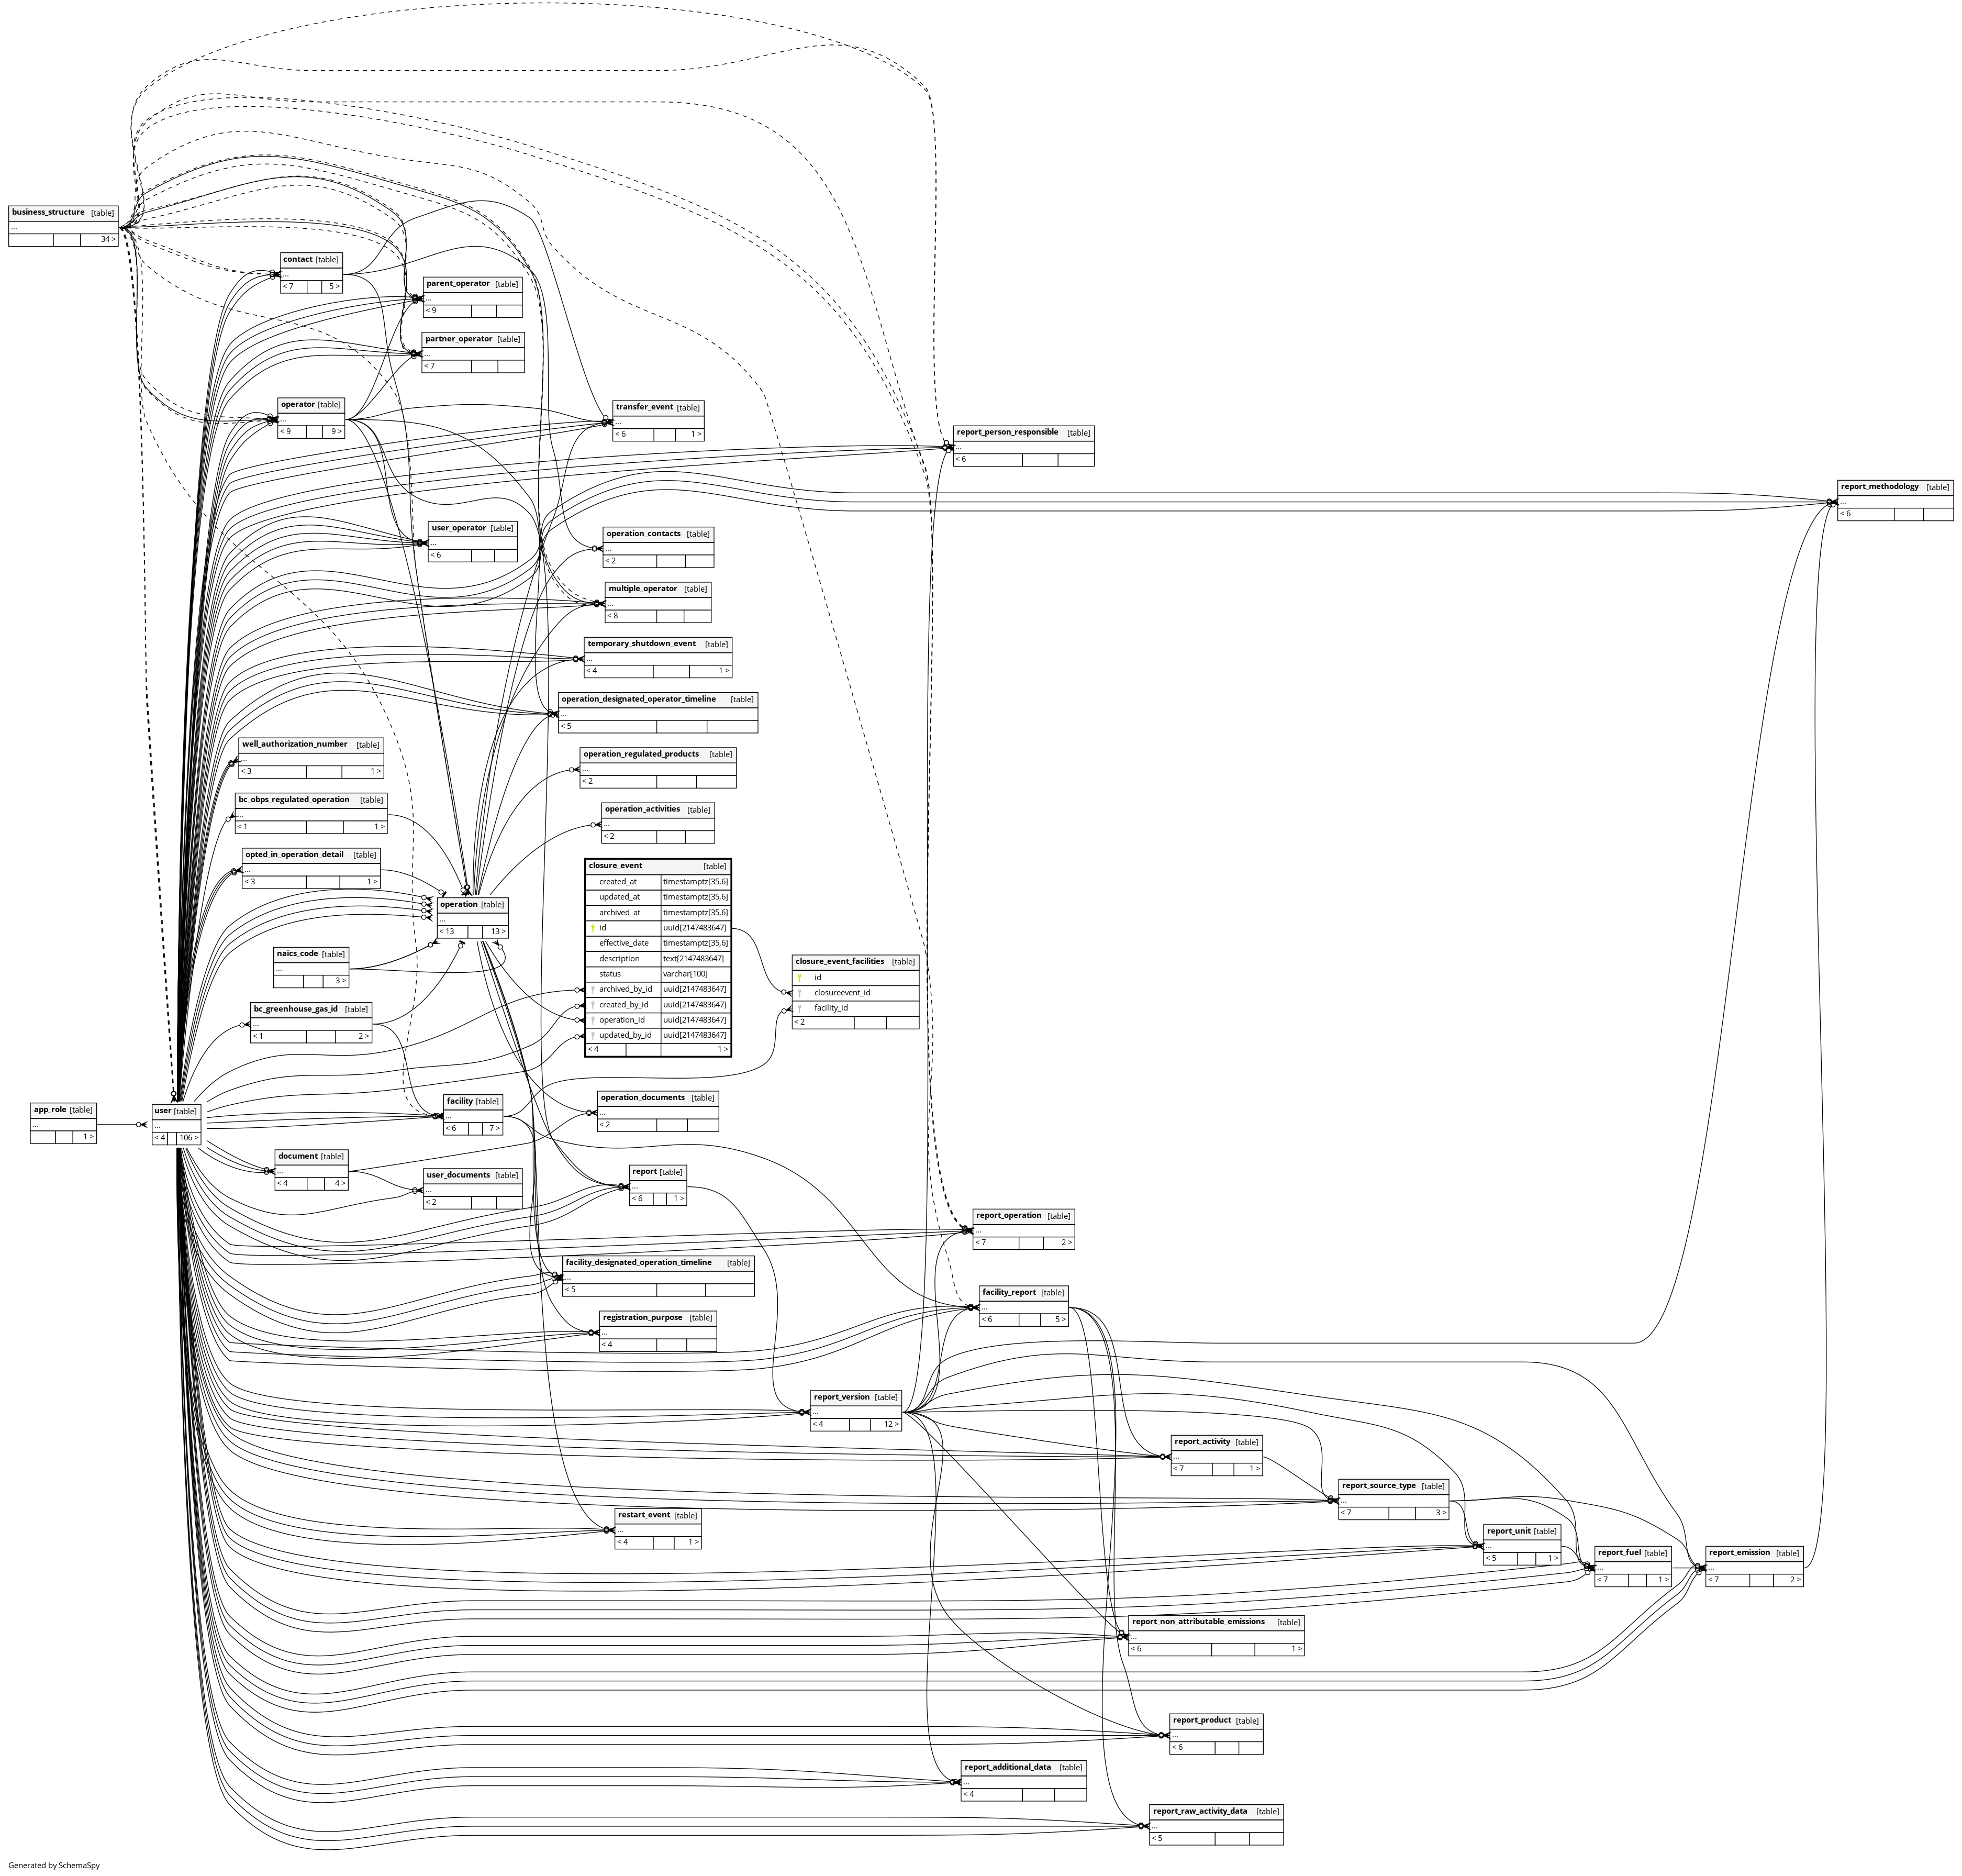 business_structure [table]
...
34 >
contact [table]
...
< 7 5 >
parent_operator [table]
...
< 9
partner_operator [table]
...
< 7
operator [table]
...
< 9 9 >
transfer_event [table]
...
< 6 1 >
report_person_responsible [table]
...
< 6
report_methodology [table]
...
< 6
user_operator [table]
...
< 6
operation_contacts [table]
...
< 2
multiple_operator [table]
...
< 8
temporary_shutdown_event [table]
...
< 4 1 >
operation_designated_operator_timeline [table]
...
< 5
well_authorization_number [table]
...
< 3 1 >
operation_regulated_products [table]
...
< 2
bc_obps_regulated_operation [table]
...
< 1 1 >
operation_activities [table]
...
< 2
opted_in_operation_detail [table]
...
< 3 1 >
operation [table]
...
< 13 13 >
closure_event [table]
created_at timestamptz[35,6]
updated_at timestamptz[35,6]
archived_at timestamptz[35,6]
id uuid[2147483647]
effective_date timestamptz[35,6]
description text[2147483647]
status varchar[100]
archived_by_id uuid[2147483647]
created_by_id uuid[2147483647]
operation_id uuid[2147483647]
updated_by_id uuid[2147483647]
< 4 1 >
naics_code [table]
...
3 >
closure_event_facilities [table]
id
closureevent_id
facility_id
< 2
bc_greenhouse_gas_id [table]
...
< 1 2 >
app_role [table]
...
1 >
user [table]
...
< 4 106 >
facility [table]
...
< 6 7 >
operation_documents [table]
...
< 2
document [table]
...
< 4 4 >
user_documents [table]
...
< 2
report [table]
...
< 6 1 >
report_operation [table]
...
< 7 2 >
facility_designated_operation_timeline [table]
...
< 5
facility_report [table]
...
< 6 5 >
registration_purpose [table]
...
< 4
report_version [table]
...
< 4 12 >
report_activity [table]
...
< 7 1 >
report_source_type [table]
...
< 7 3 >
restart_event [table]
...
< 4 1 >
report_unit [table]
...
< 5 1 >
report_fuel [table]
...
< 7 1 >
report_emission [table]
...
< 7 2 >
report_non_attributable_emissions [table]
...
< 6 1 >
report_product [table]
...
< 6
report_additional_data [table]
...
< 4
report_raw_activity_data [table]
...
< 5
Generated by SchemaSpy